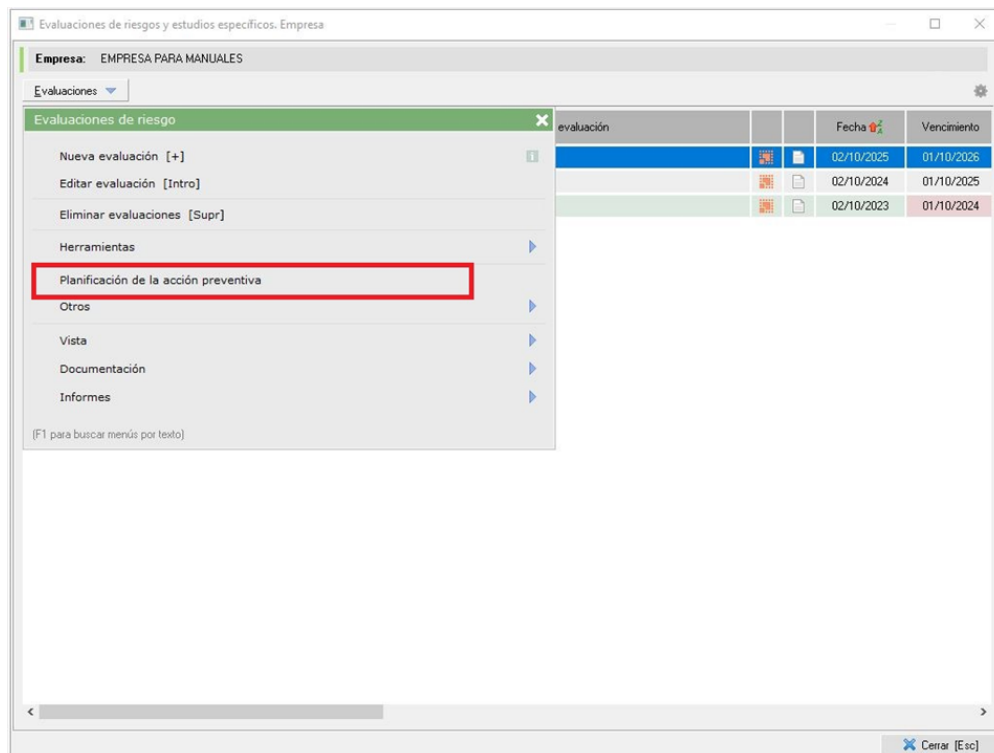 Evaluaciones de riesgos y estudios específicos. Empresa
Empresa: EMPRESA PARA MANUALES
Evaluaciones
Evaluaciones de riesgo
evaluación Fecha Vencimiento
Nueva evaluación [+]
02/10/2025 01/10/2026
Editar evaluación [Intro]
02/10/2024 01/10/2025
Eliminar evaluaciones [Supr]
02/10/2023 01/10/2024
Herramientas
Planificación de la acción preventiva
Otros
Vista
Documentación
Informes
(F1 para buscar menús por texto)
Cerrar [Esc]